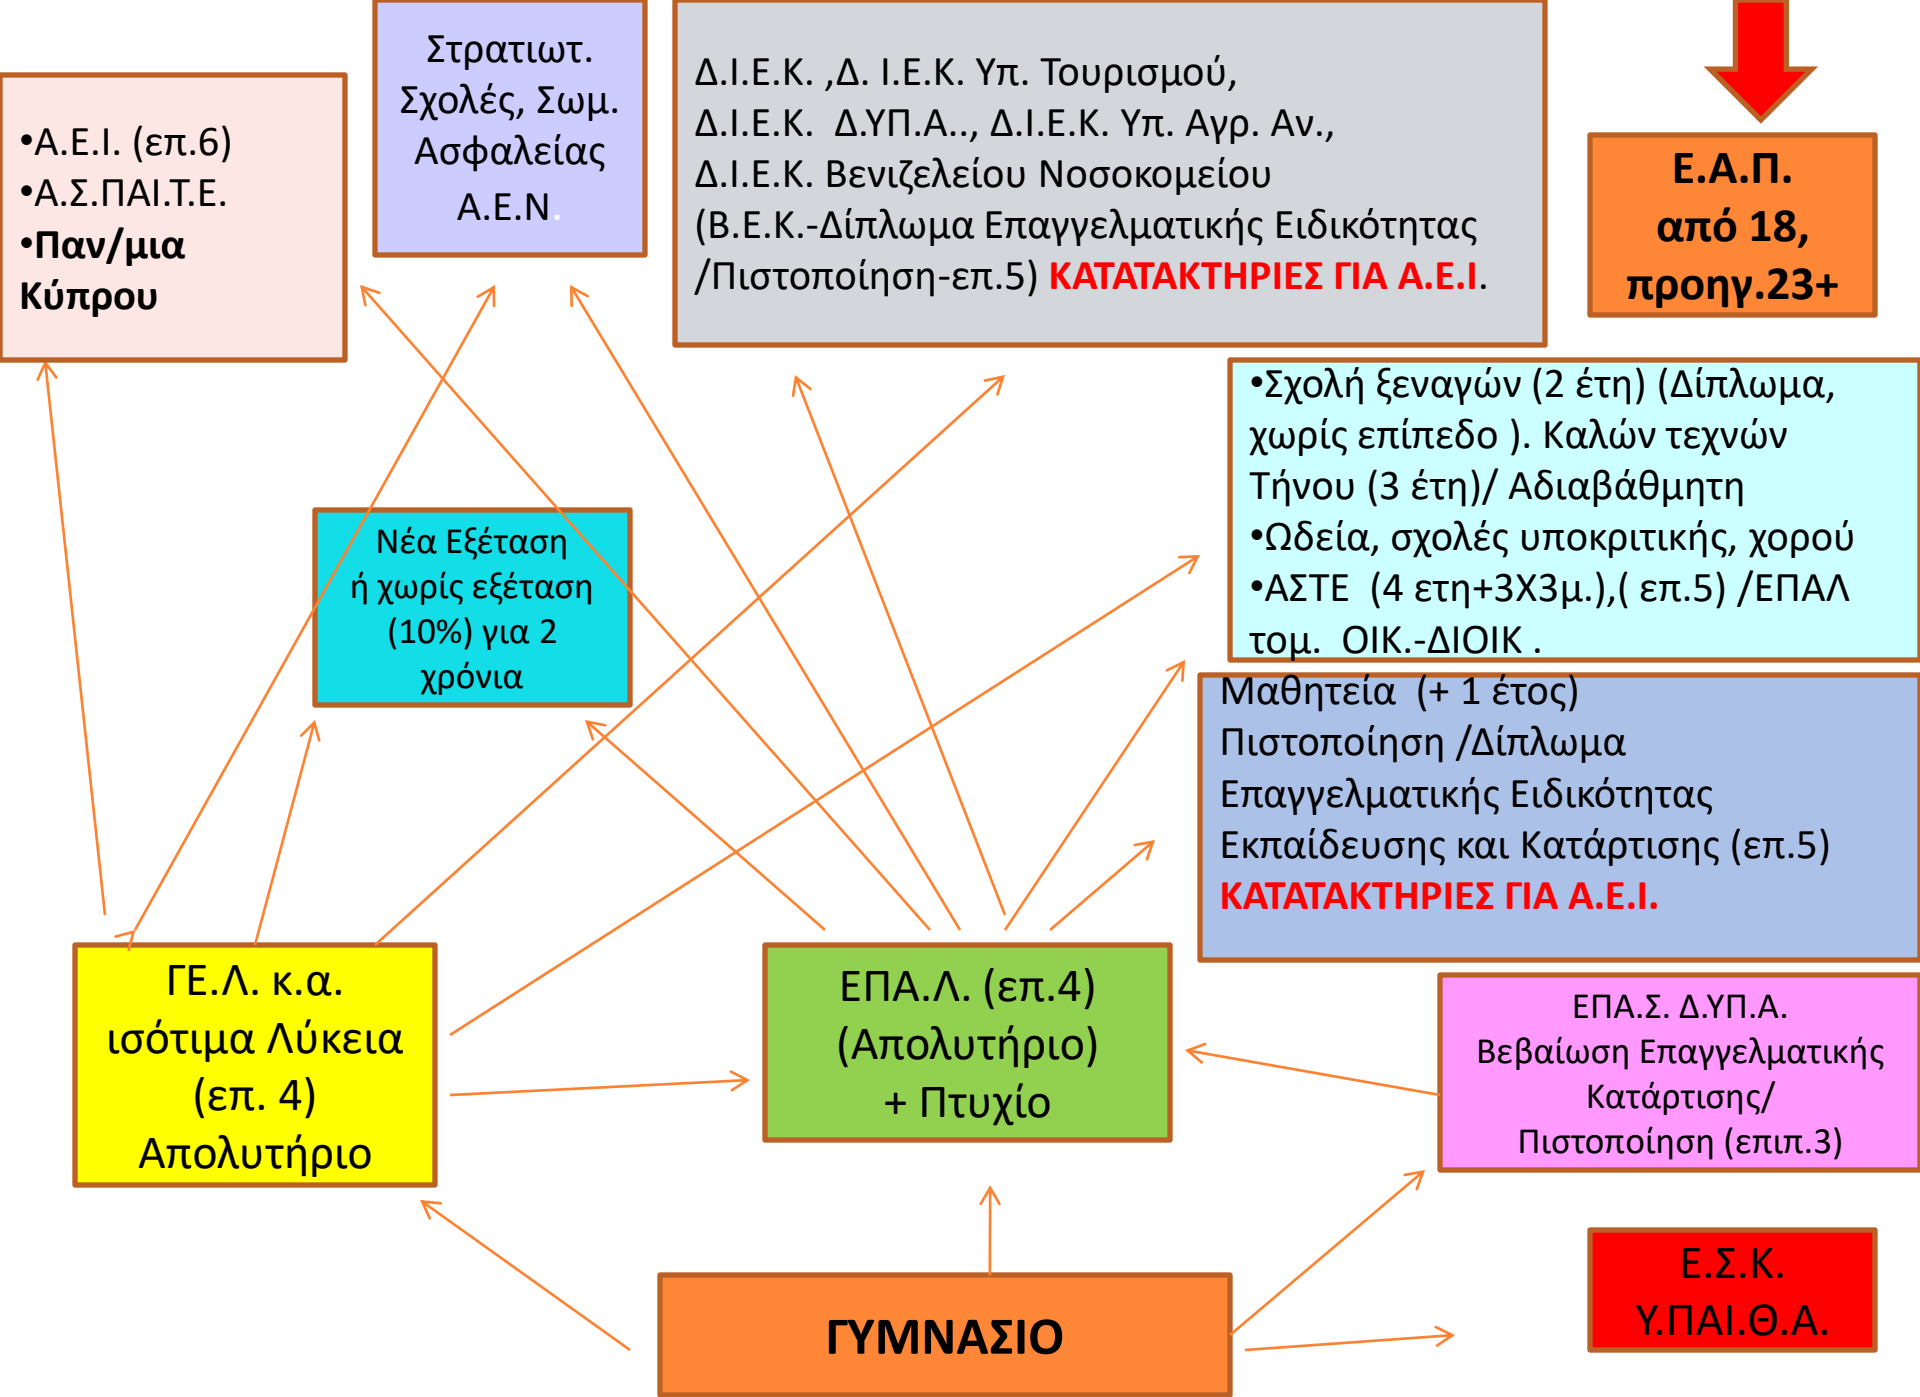 •Α.Ε.Ι. (επ.6)
•Α.Σ.ΠΑΙ.Τ.Ε.
•Παν/μια
Κύπρου
Στρατιωτ.
Σχολές, Σωμ.
Ασφαλείας
Α.Ε.Ν.
Δ.Ι.Ε.Κ. ,Δ. Ι.Ε.Κ. Υπ. Τουρισμού,
Δ.Ι.Ε.Κ. Δ.ΥΠ.Α.., Δ.Ι.Ε.Κ. Υπ. Αγρ. Αν.,
Δ.Ι.Ε.Κ. Βενιζελείου Νοσοκομείου
(Β.Ε.Κ.-Δίπλωμα Επαγγελματικής Ειδικότητας
/Πιστοποίηση-επ.5) ΚΑΤΑΤΑΚΤΗΡΙΕΣ ΓΙΑ Α.Ε.Ι.
Ε.Α.Π.
από 18,
προηγ.23+
•Σχολή ξεναγών (2 έτη) (Δίπλωμα,
χωρίς επίπεδο ). Καλών τεχνών
Τήνου (3 έτη)/ Αδιαβάθμητη
•Ωδεία, σχολές υποκριτικής, χορού
•ΑΣΤΕ (4 ετη+3Χ3μ.),( επ.5) /ΕΠΑΛ
τομ. ΟΙΚ.-ΔΙΟΙΚ .
Νέα Εξέταση
ή χωρίς εξέταση
(10%) για 2
χρόνια
Μαθητεία (+ 1 έτος)
Πιστοποίηση /Δίπλωμα
Επαγγελματικής Ειδικότητας
Εκπαίδευσης και Κατάρτισης (επ.5)
ΚΑΤΑΤΑΚΤΗΡΙΕΣ ΓΙΑ Α.Ε.Ι.
ΓΕ.Λ. κ.α.
ισότιμα Λύκεια
(επ. 4)
Απολυτήριο
ΕΠΑ.Λ. (επ.4)
(Απολυτήριο)
+ Πτυχίο
ΕΠΑ.Σ. Δ.ΥΠ.Α.
Βεβαίωση Επαγγελματικής
Κατάρτισης/
Πιστοποίηση (επιπ.3)
ΓΥΜΝΑΣΙΟ
Ε.Σ.Κ.
Υ.ΠΑΙ.Θ.Α.